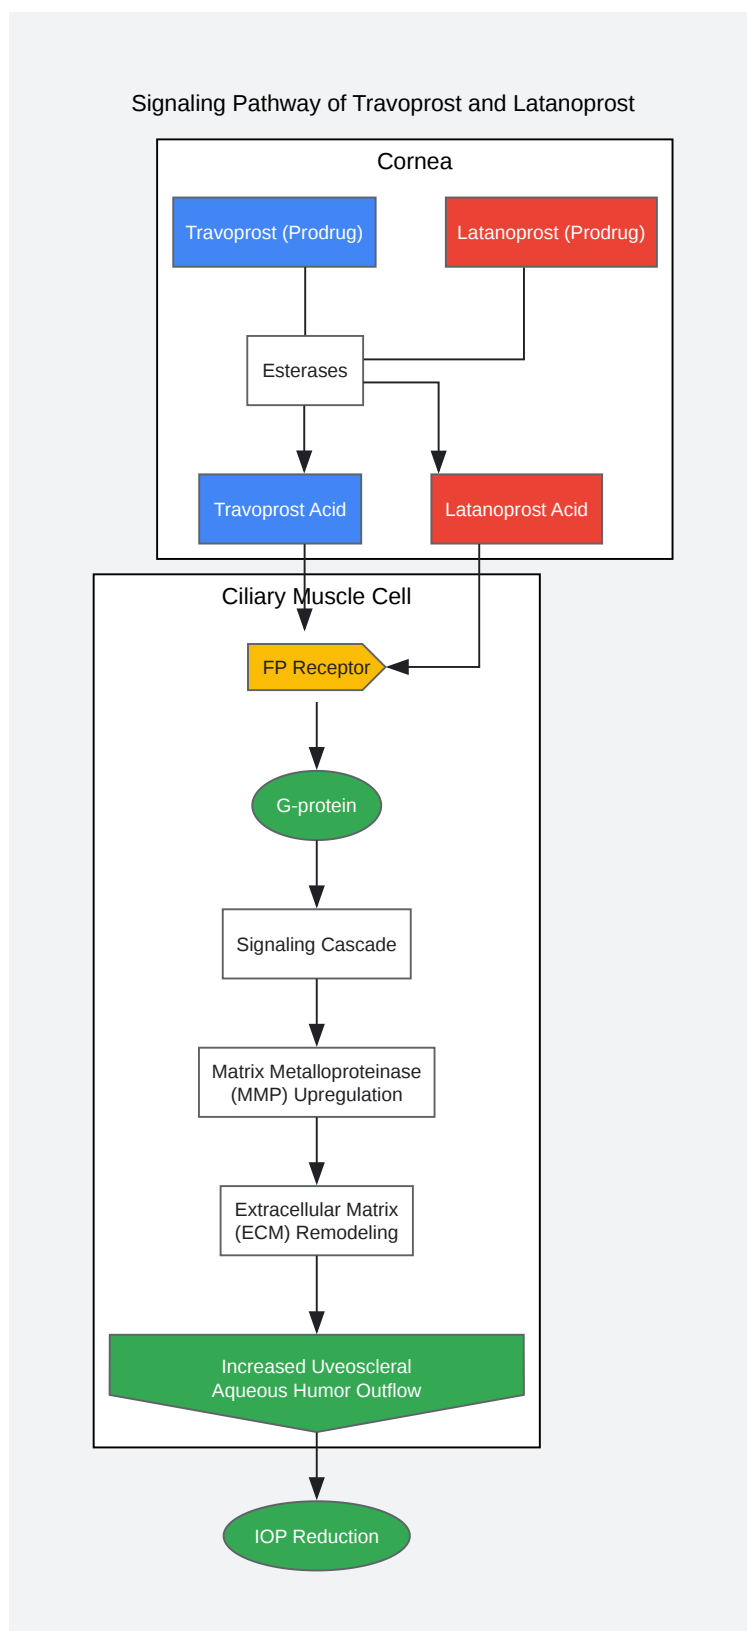 Signaling Pathway of Travoprost and Latanoprost
Cornea
Travoprost (Prodrug)
Latanoprost (Prodrug)
Esterases
Travoprost Acid
Latanoprost Acid
Ciliary Muscle Cell
FP Receptor
G-protein
Signaling Cascade
Matrix Metalloproteinase
(MMP) Upregulation
Extracellular Matrix
(ECM) Remodeling
Increased Uveoscleral
Aqueous Humor Outflow
IOP Reduction